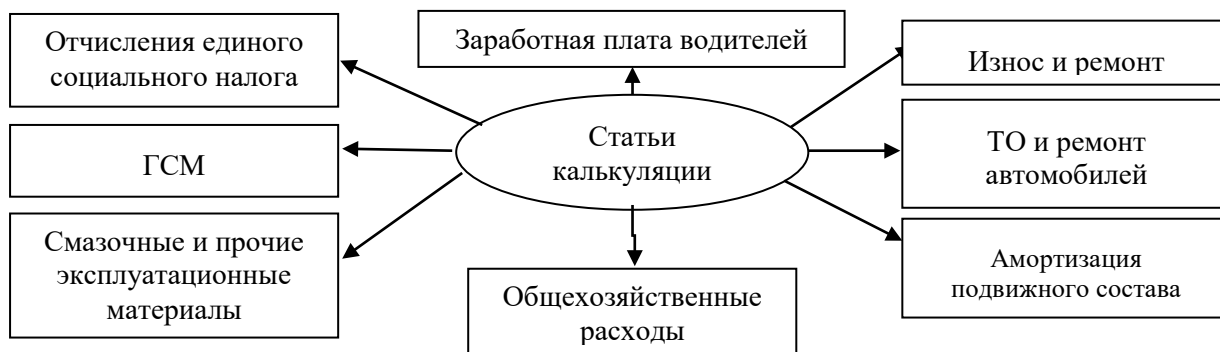 Отчисления единого
социального налога
Заработная плата водителей
Износ и ремонт
ГСМ
Статьи
калькуляции
ТО и ремонт
автомобилей
Смазочные и прочие
эксплуатационные
материалы
Общехозяйственные
расходы
Амортизация
подвижного состава